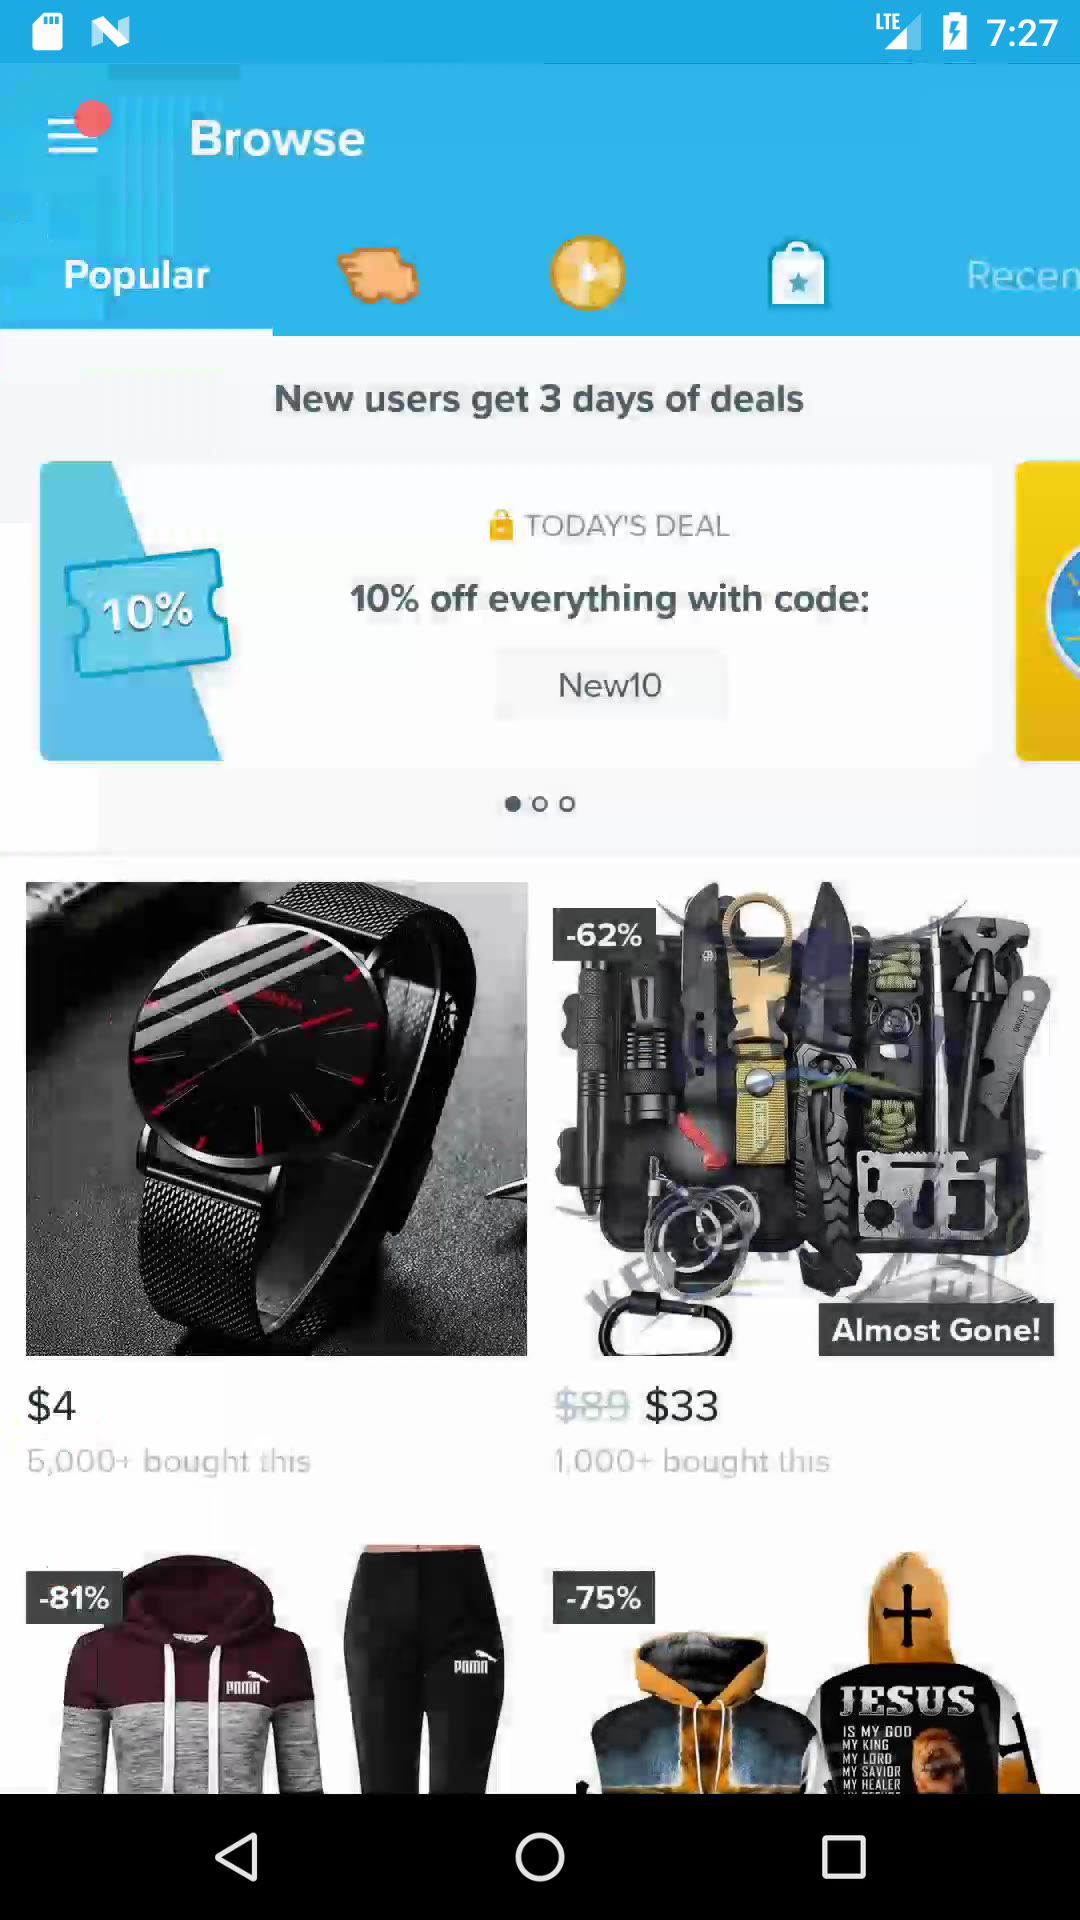 LTE 7:27
Browse
Popular
Recen
New users get 3 days of deals
TODAY'S DEAL
10%
10% off everything with code:
New10
-62%
Almost Gone!
$4
$89 $33
5,000+ bought this
1,000+ bought this
-81%
-75%
PAMA
PAMA
JESUS
IS MY GOD
MY KING
MY LORD
MY SAVIOR
MY HEALER